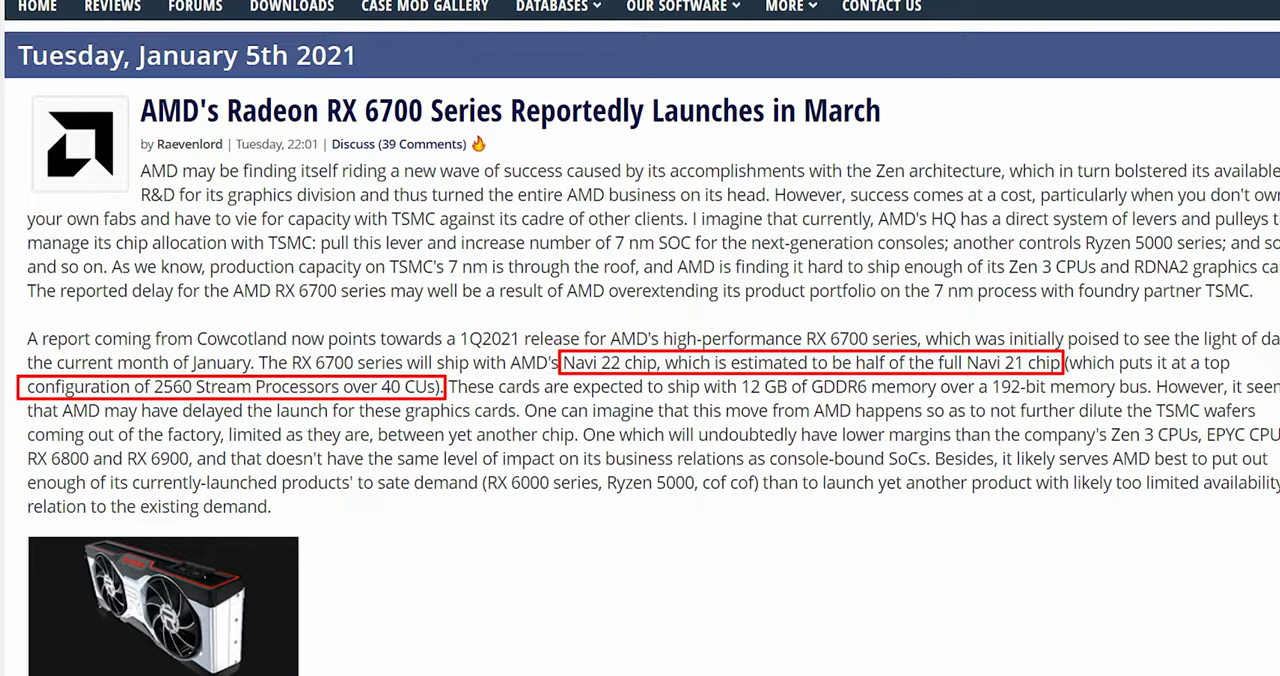 HOME REVIEWS FORUMS DOWNLOADS CASE MOD GALLERY DATABASES OUR SOFTWARE MORE CONTACT US
Tuesday, January 5th 2021
AMD's Radeon RX 6700 Series Reportedly Launches in March
by Raevenlord | Tuesday, 22:01 | Discuss (39 Comments)
AMD may be finding itself riding a new wave of success caused by its accomplishments with the Zen architecture, which in turn bolstered its available
R&D for its graphics division and thus turned the entire AMD business on its head. However, success comes at a cost, particularly when you don't own
your own fabs and have to vie for capacity with TSMC against its cadre of other clients. I imagine that currently, AMD's HQ has a direct system of levers and pulleys
manage its chip allocation with TSMC: pull this lever and increase number of 7 nm SOC for the next-generation consoles; another controls Ryzen 5000 series; and so
and so on. As we know, production capacity on TSMC's 7 nm is through the roof, and AMD is finding it hard to ship enough of its Zen 3 CPUs and RDNA2 graphics
The reported delay for the AMD RX 6700 series may well be a result of AMD overextending its product portfolio on the 7 nm process with foundry partner TSMC.
A report coming from Cowcotland now points towards a 1Q2021 release for AMD's high-performance RX 6700 series, which was initially poised to see the light of
the current month of January. The RX 6700 series will ship with AMD's Navi 22 chip, which is estimated to be half of the full Navi 21 chip (which puts it at a top
configuration of 2560 Stream Processors over 40 CUs). These cards are expected to ship with 12 GB of GDDR6 memory over a 192-bit memory bus. However, it
that AMD may have delayed the launch for these graphics cards. One can imagine that this move from AMD happens so as to not further dilute the TSMC wafers
coming out of the factory, limited as they are, between yet another chip. One which will undoubtedly have lower margins than the company's Zen 3 CPUs, EPYC
RX 6800 and RX 6900, and that doesn't have the same level of impact on its business relations as console-bound SoCs. Besides, it likely serves AMD best to put out
enough of its currently-launched products' to sate demand (RX 6000 series, Ryzen 5000, cof cof) than to launch yet another product with likely too limited availability
relation to the existing demand.